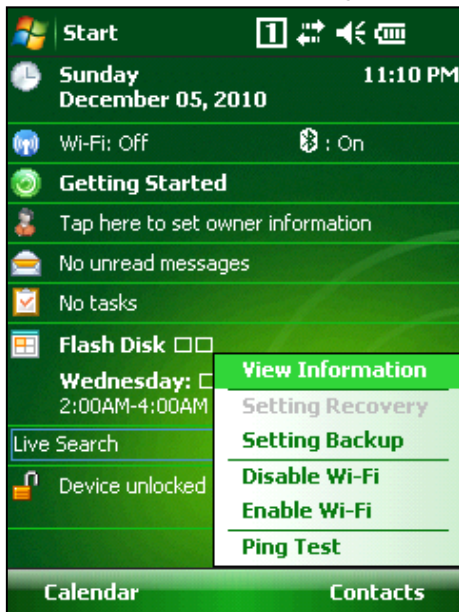 Start 1
Sunday 11:10 PM
December 05, 2010
Wi-Fi: Off : On
Getting Started
Tap here to set owner information
No unread messages
No tasks
Flash Disk □□
View Information
Wednesday: 
2:00AM-4:00AM
Setting Recovery
Setting Backup
Live Search
Disable Wi-Fi
Device unlocked
Enable Wi-Fi
Ping Test
Calendar Contacts